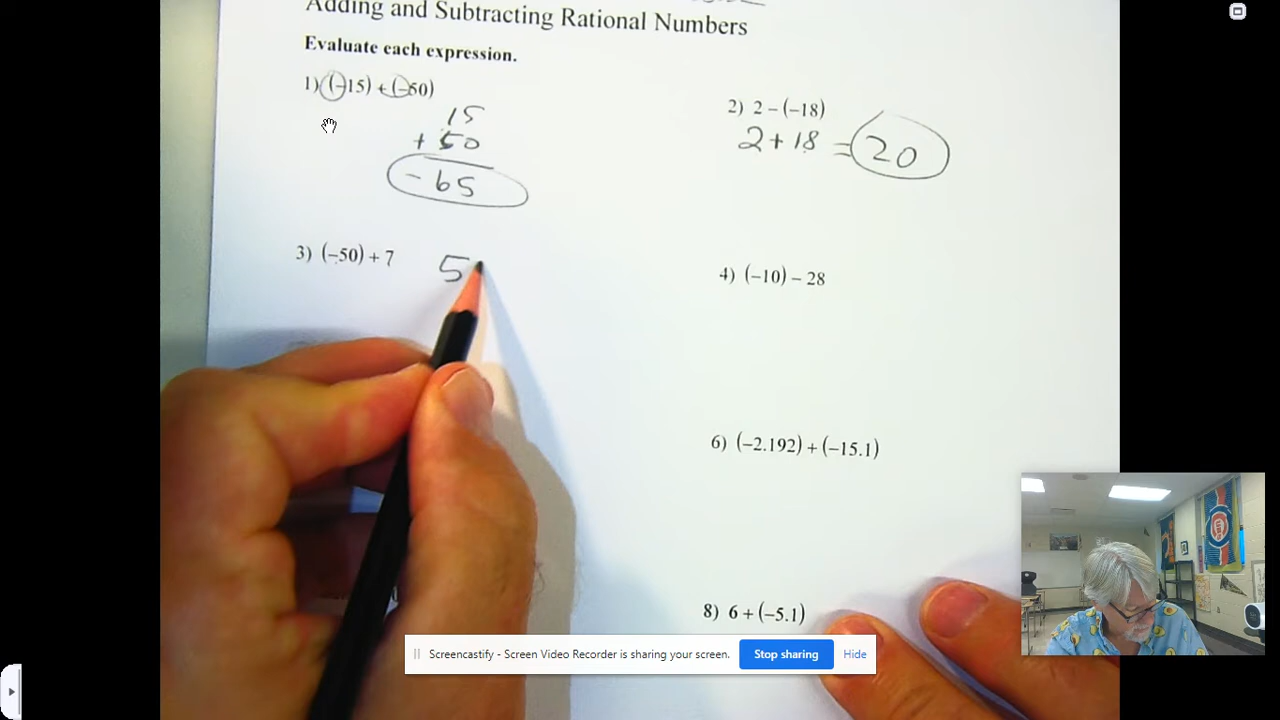 Adding and Subtracting Rational Numbers
Evaluate each expression.
1) (−15) + (−50)
15
+ 50
− 65
2) 2 − (−18)
2 + 18 = 20
3) (−50) + 7
5
4) (−10) − 28
6) (−2.192) + (−15.1)
8) 6 + (−5.1)
Screencastify - Screen Video Recorder is sharing your screen.
Stop sharing
Hide